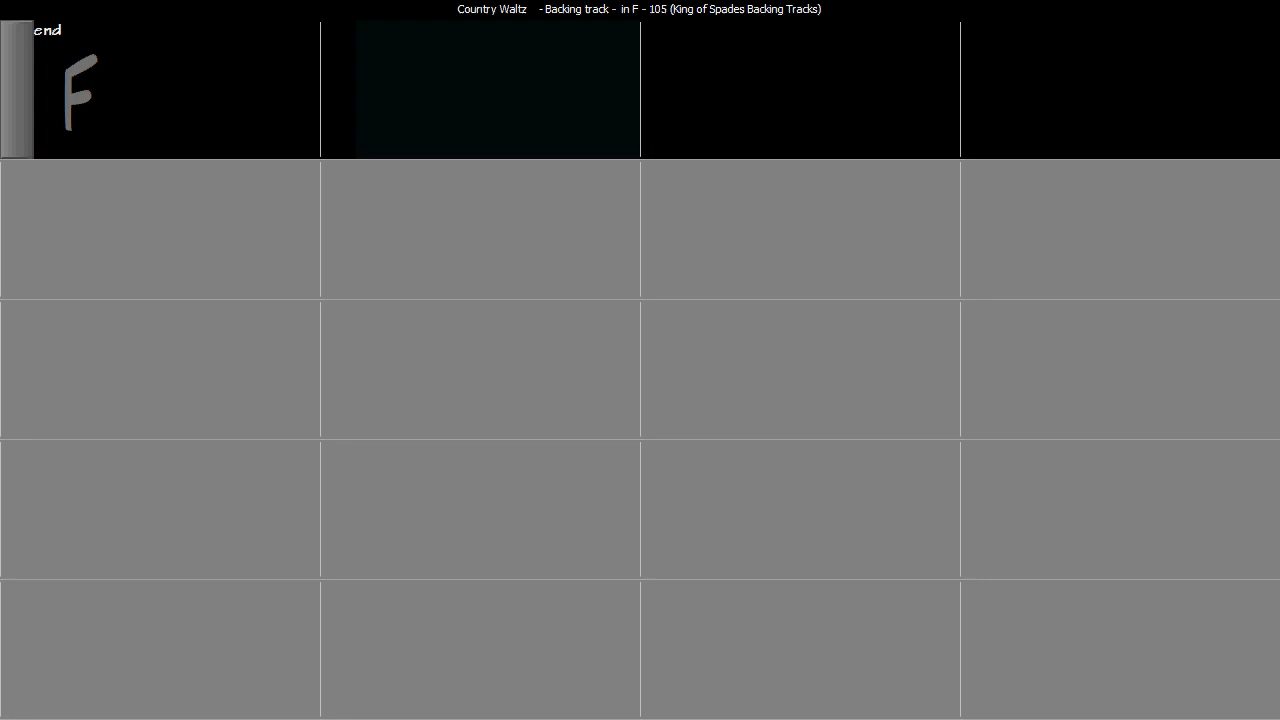 Country Waltz - Backing track - in F - 105 (King of Spades Backing Tracks)
end
F